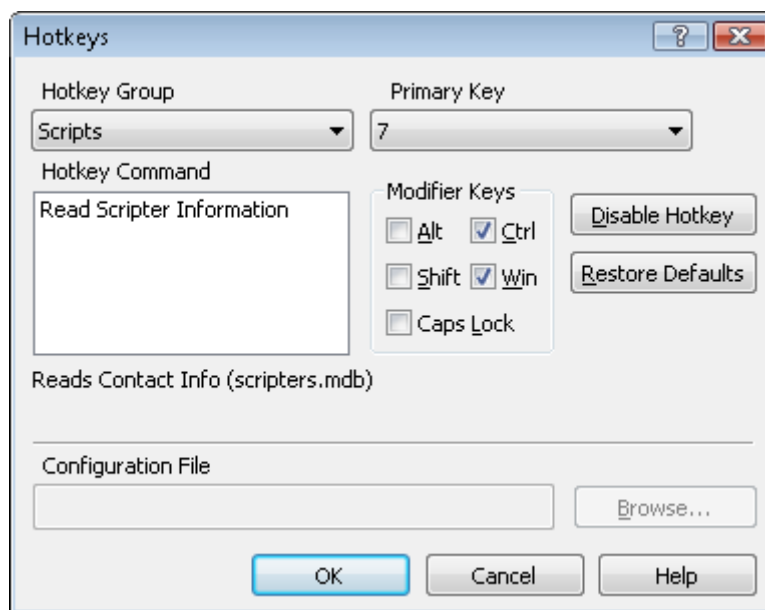 Hotkeys
Hotkey Group
Primary Key
Scripts
7
Hotkey Command
Read Scripter Information
Modifier Keys
Alt
Ctrl
Shift
Win
Caps Lock
Disable Hotkey
Restore Defaults
Reads Contact Info (scripters.mdb)
Configuration File
Browse...
OK
Cancel
Help